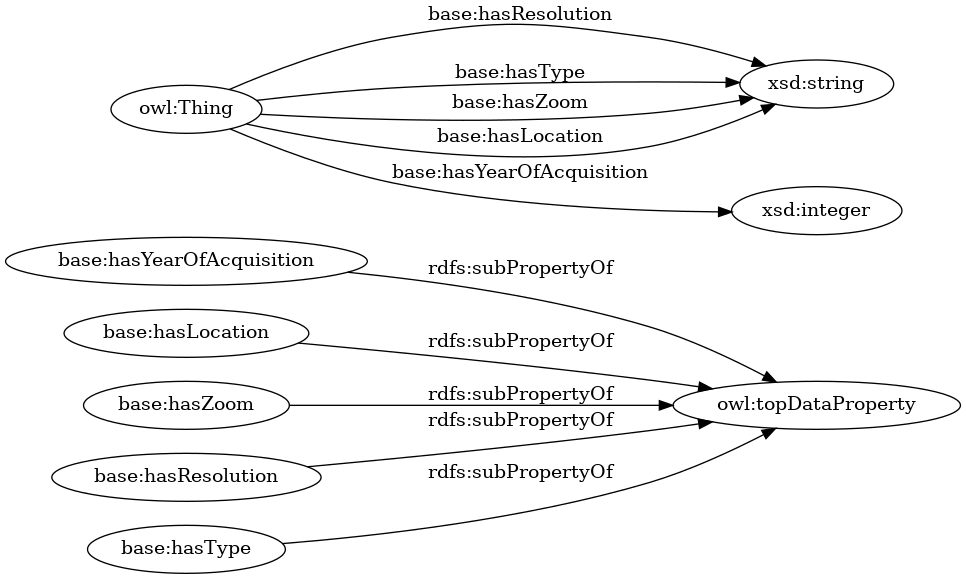 base:hasResolution
base:hasType
xsd:string
owl:Thing
base:hasZoom
base:hasLocation
base:hasYearOfAcquisition
xsd:integer
base:hasYearOfAcquisition
rdfs:subPropertyOf
base:hasLocation
rdfs:subPropertyOf
base:hasZoom
rdfs:subPropertyOf
owl:topDataProperty
rdfs:subPropertyOf
base:hasResolution
rdfs:subPropertyOf
base:hasType